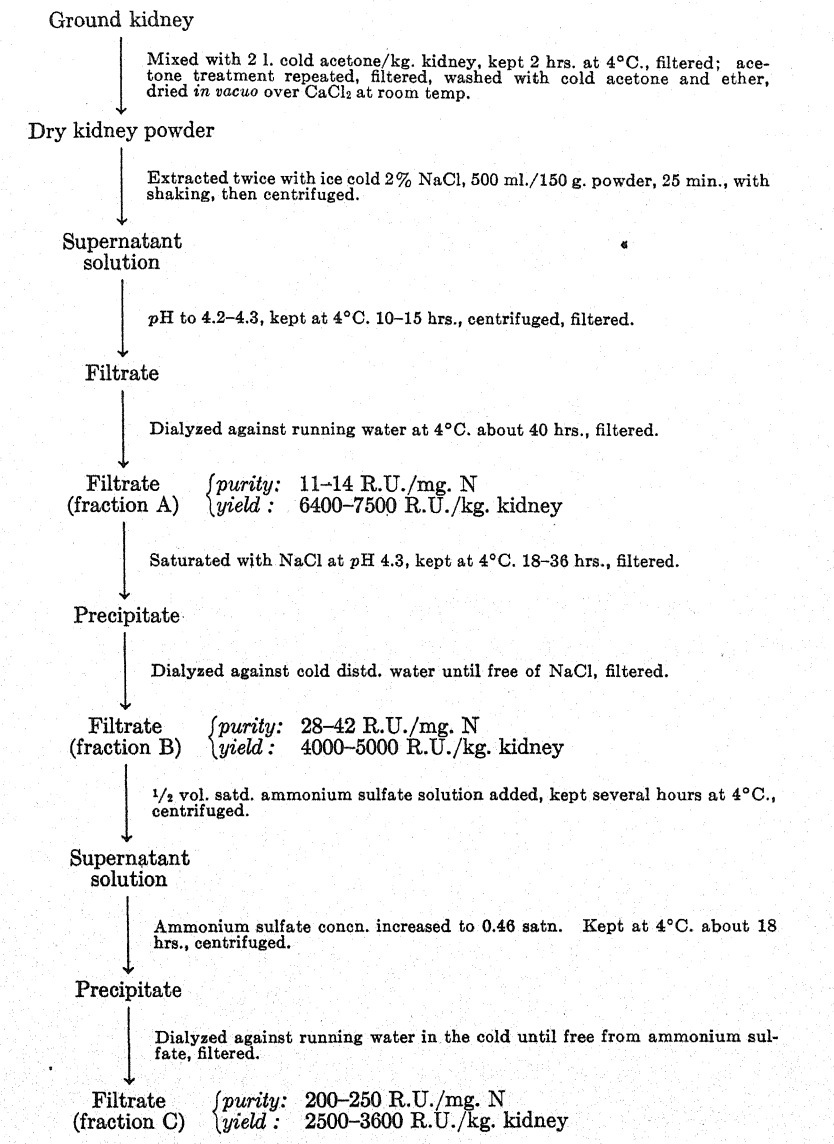 Ground kidney
Mixed with 2 l. cold acetone/kg. kidney, kept 2 hrs. at 4°C., filtered; ace-
tone treatment repeated, filtered, washed with cold acetone and ether,
dried in vacuo over CaCl₂ at room temp.
Dry kidney powder
Extracted twice with ice cold 2% NaCl, 500 ml./150 g. powder, 25 min., with
shaking, then centrifuged.
Supernatant
solution
pH to 4.2–4.3, kept at 4°C. 10–15 hrs., centrifuged, filtered.
Filtrate
Dialyzed against running water at 4°C. about 40 hrs., filtered.
Filtrate {purity: 11–14 R.U./mg. N
(fraction A) yield: 6400–7500 R.U./kg. kidney
Saturated with NaCl at pH 4.3, kept at 4°C. 18–36 hrs., filtered.
Precipitate
Dialyzed against cold distd. water until free of NaCl, filtered.
Filtrate {purity: 28–42 R.U./mg. N
(fraction B) yield: 4000–5000 R.U./kg. kidney
1/2 vol. satd. ammonium sulfate solution added, kept several hours at 4°C.,
centrifuged.
Supernatant
solution
Ammonium sulfate concn. increased to 0.46 satn. Kept at 4°C. about 18
hrs., centrifuged.
Precipitate
Dialyzed against running water in the cold until free from ammonium sul-
fate, filtered.
Filtrate {purity: 200–250 R.U./mg. N
(fraction C) yield: 2500–3600 R.U./kg. kidney